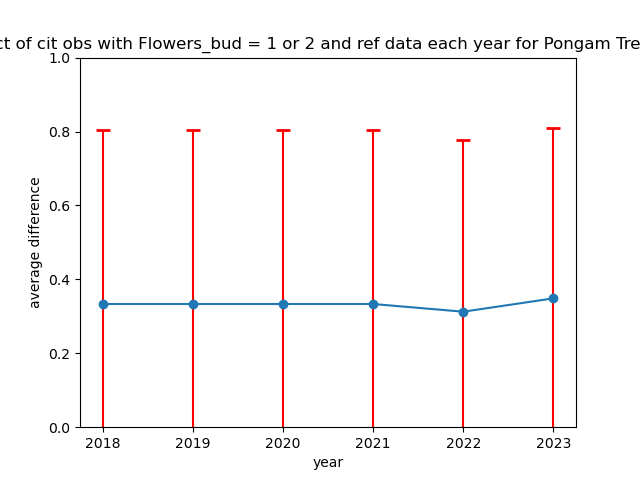 ct of cit obs with Flowers_bud = 1 or 2 and ref data each year for Pongam Tre
1.0
0.8
0.6
0.4
0.2
0.0
average difference
2018 2019 2020 2021 2022 2023
year